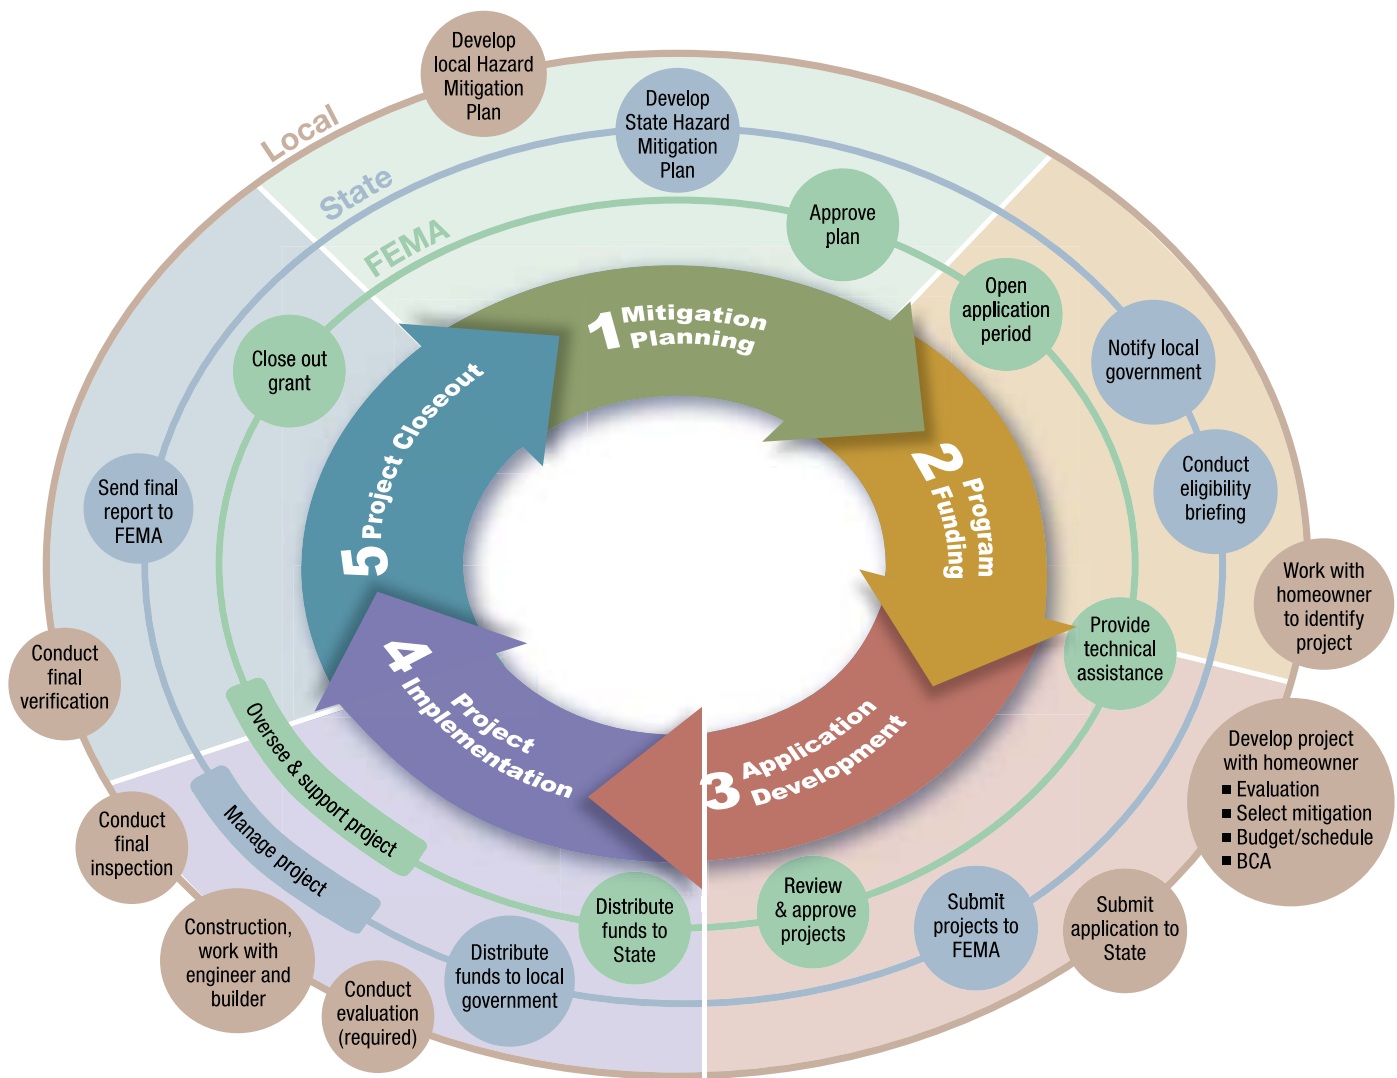 Develop
local Hazard
Mitigation
Plan
Local
State
FEMA
Develop
State Hazard
Mitigation
Plan
Approve
plan
1 Mitigation
Planning
Open
application
period
Notify local
government
Conduct
eligibility
briefing
Work with
homeowner
to identify
project
Provide
technical
assistance
2 Program
Funding
Develop project
with homeowner
▪ Evaluation
▪ Select mitigation
▪ Budget/schedule
▪ BCA
Submit
application to
State
Submit
projects to
FEMA
Review
& approve
projects
3 Application
Development
Distribute
funds to
State
Distribute
funds to local
government
Conduct
evaluation
(required)
Construction,
work with
engineer and
builder
Conduct
final
inspection
Manage project
Oversee & support project
4 Project
Implementation
Conduct
final
verification
Send final
report to
FEMA
Close out
grant
5 Project Closeout